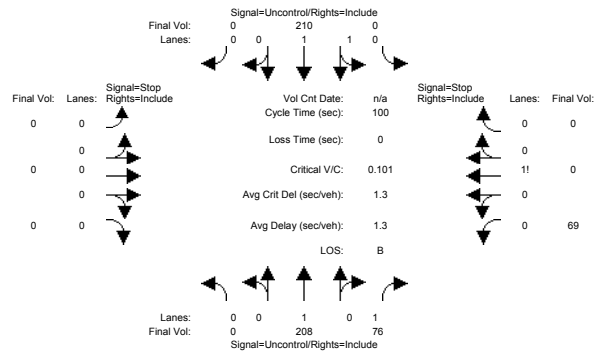 Signal=Uncontrol/Rights=Include
Final Vol: 0 210 0
Lanes: 0 0 1 1 0
Signal=Stop
Final Vol: Lanes: Rights=Include
Vol Cnt Date: n/a
Signal=Stop
Rights=Include Lanes: Final Vol:
Cycle Time (sec): 100
0 0 0 0
Loss Time (sec): 0
0 0
0 0 Critical V/C: 0.101 1! 0
0 Avg Crit Del (sec/veh): 1.3 0
0 0 Avg Delay (sec/veh): 1.3 0 69
LOS: B
Lanes: 0 0 1 0 1
Final Vol: 0 208 76
Signal=Uncontrol/Rights=Include